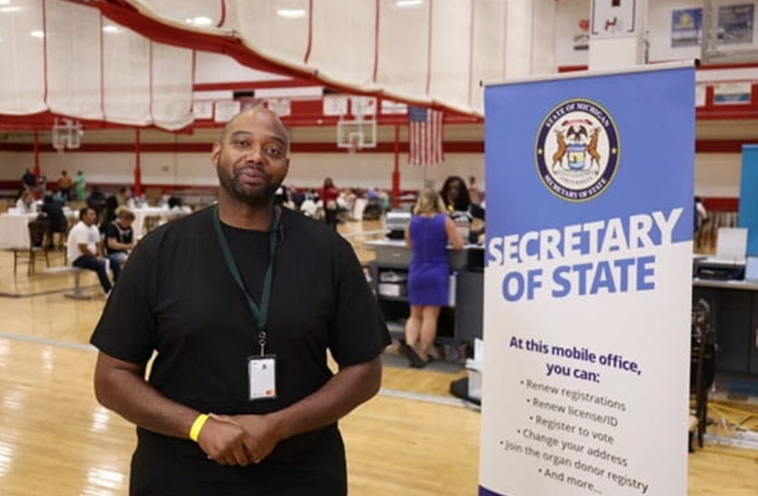 STATE OF MICHIGAN
SECRETARY OF STATE
SECRETARY
OF STATE
At this mobile office,
you can:
• Renew registrations
• Renew license/ID
• Register to vote
• Change your address
• Join the organ donor registry
• And more...